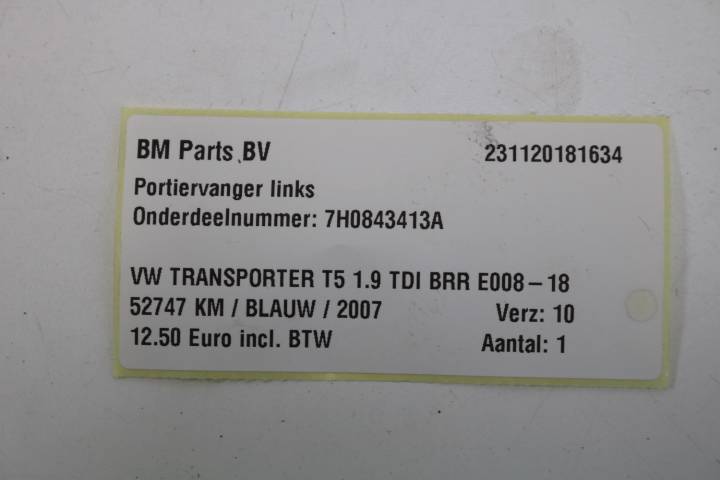 BM Parts BV 231120181634
Portiervanger links
Onderdeelnummer: 7H0843413A
VW TRANSPORTER T5 1.9 TDI BRR E008-18
52747 KM / BLAUW / 2007 Verz: 10
12.50 Euro incl. BTW Aantal: 1